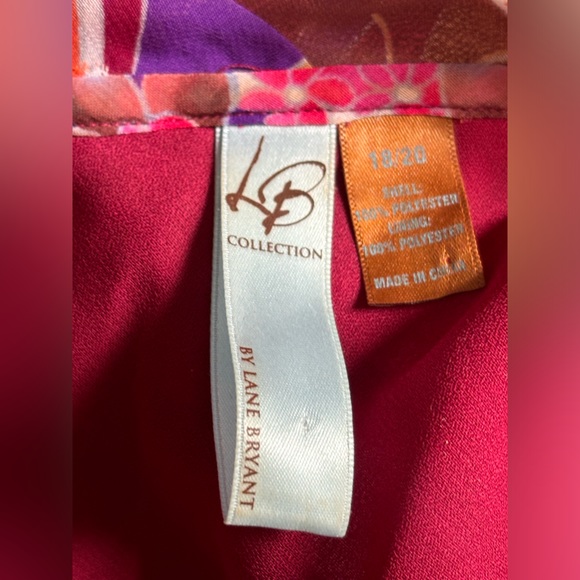 LB
COLLECTION
BY LANE BRYANT
18/20
SHELL:
100% POLYESTER
LINING:
100% POLYESTER
MADE IN CHINA